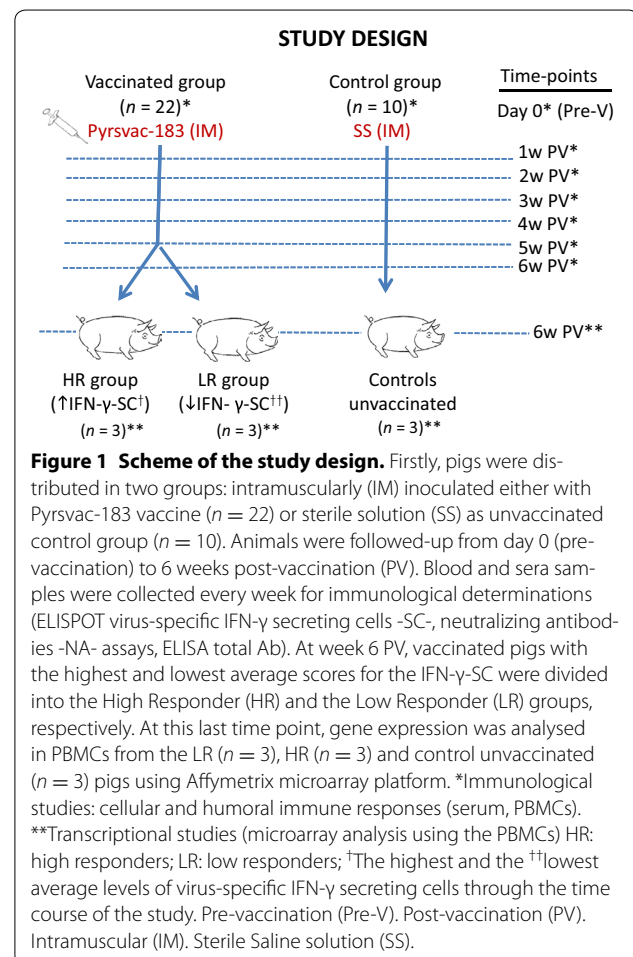 STUDY DESIGN
Vaccinated group
(n = 22)*
Pyrsvac-183 (IM)
Control group
(n = 10)*
SS (IM)
Time-points
Day 0* (Pre-V)
1w PV*
2w PV*
3w PV*
4w PV*
5w PV*
6w PV*
6w PV**
HR group
(↑IFN-γ-SC†)
(n = 3)**
LR group
(↓IFN- γ-SC††)
(n = 3)**
Controls
unvaccinated
(n = 3)**
Figure 1 Scheme of the study design. Firstly, pigs were dis-
tributed in two groups: intramuscularly (IM) inoculated either with
Pyrsvac-183 vaccine (n = 22) or sterile solution (SS) as unvaccinated
control group (n = 10). Animals were followed-up from day 0 (pre-
vaccination) to 6 weeks post-vaccination (PV). Blood and sera sam-
ples were collected every week for immunological determinations
(ELISPOT virus-specific IFN-γ secreting cells -SC-, neutralizing antibod-
ies -NA- assays, ELISA total Ab). At week 6 PV, vaccinated pigs with
the highest and lowest average scores for the IFN-γ-SC were divided
into the High Responder (HR) and the Low Responder (LR) groups,
respectively. At this last time point, gene expression was analysed
in PBMCs from the LR (n = 3), HR (n = 3) and control unvaccinated
(n = 3) pigs using Affymetrix microarray platform. *Immunological
studies: cellular and humoral immune responses (serum, PBMCs).
**Transcriptional studies (microarray analysis using the PBMCs) HR:
high responders; LR: low responders; †The highest and the ††lowest
average levels of virus-specific IFN-γ secreting cells through the time
course of the study. Pre-vaccination (Pre-V). Post-vaccination (PV).
Intramuscular (IM). Sterile Saline solution (SS).